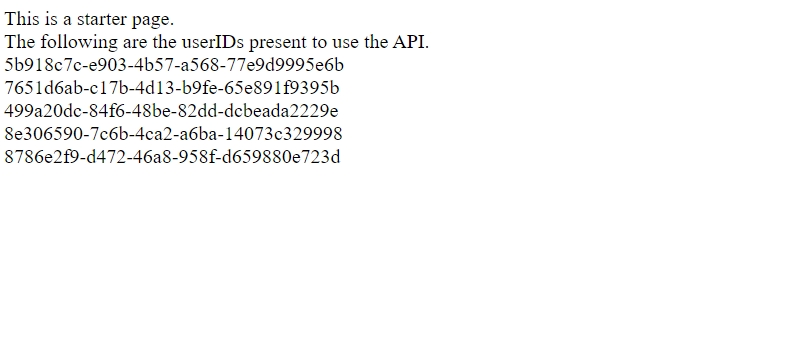 This is a starter page.
The following are the userIDs present to use the API.
5b918c7c-e903-4b57-a568-77e9d9995e6b
7651d6ab-c17b-4d13-b9fe-65e891f9395b
499a20dc-84f6-48be-82dd-dcbeada2229e
8e306590-7c6b-4ca2-a6ba-14073c329998
8786e2f9-d472-46a8-958f-d659880e723d